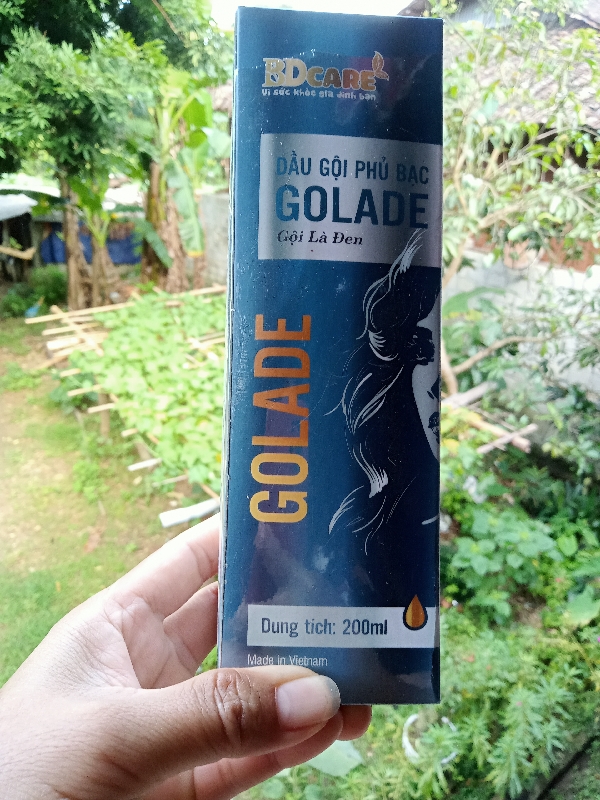 BDCARE
Vì sức khỏe gia đình bạn
DẦU GỘI PHỦ BẠC
GOLADE
Gội Là Đen
GOLADE
Dung tích: 200ml
Made in Vietnam